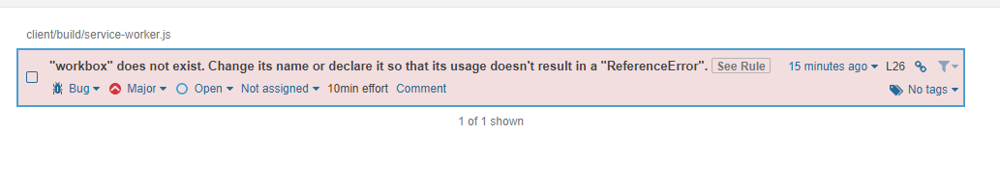 client/build/service-worker.js
"workbox" does not exist. Change its name or declare it so that its usage doesn't result in a "ReferenceError". See Rule 15 minutes ago L26
Bug Major Open Not assigned 10min effort Comment No tags
1 of 1 shown